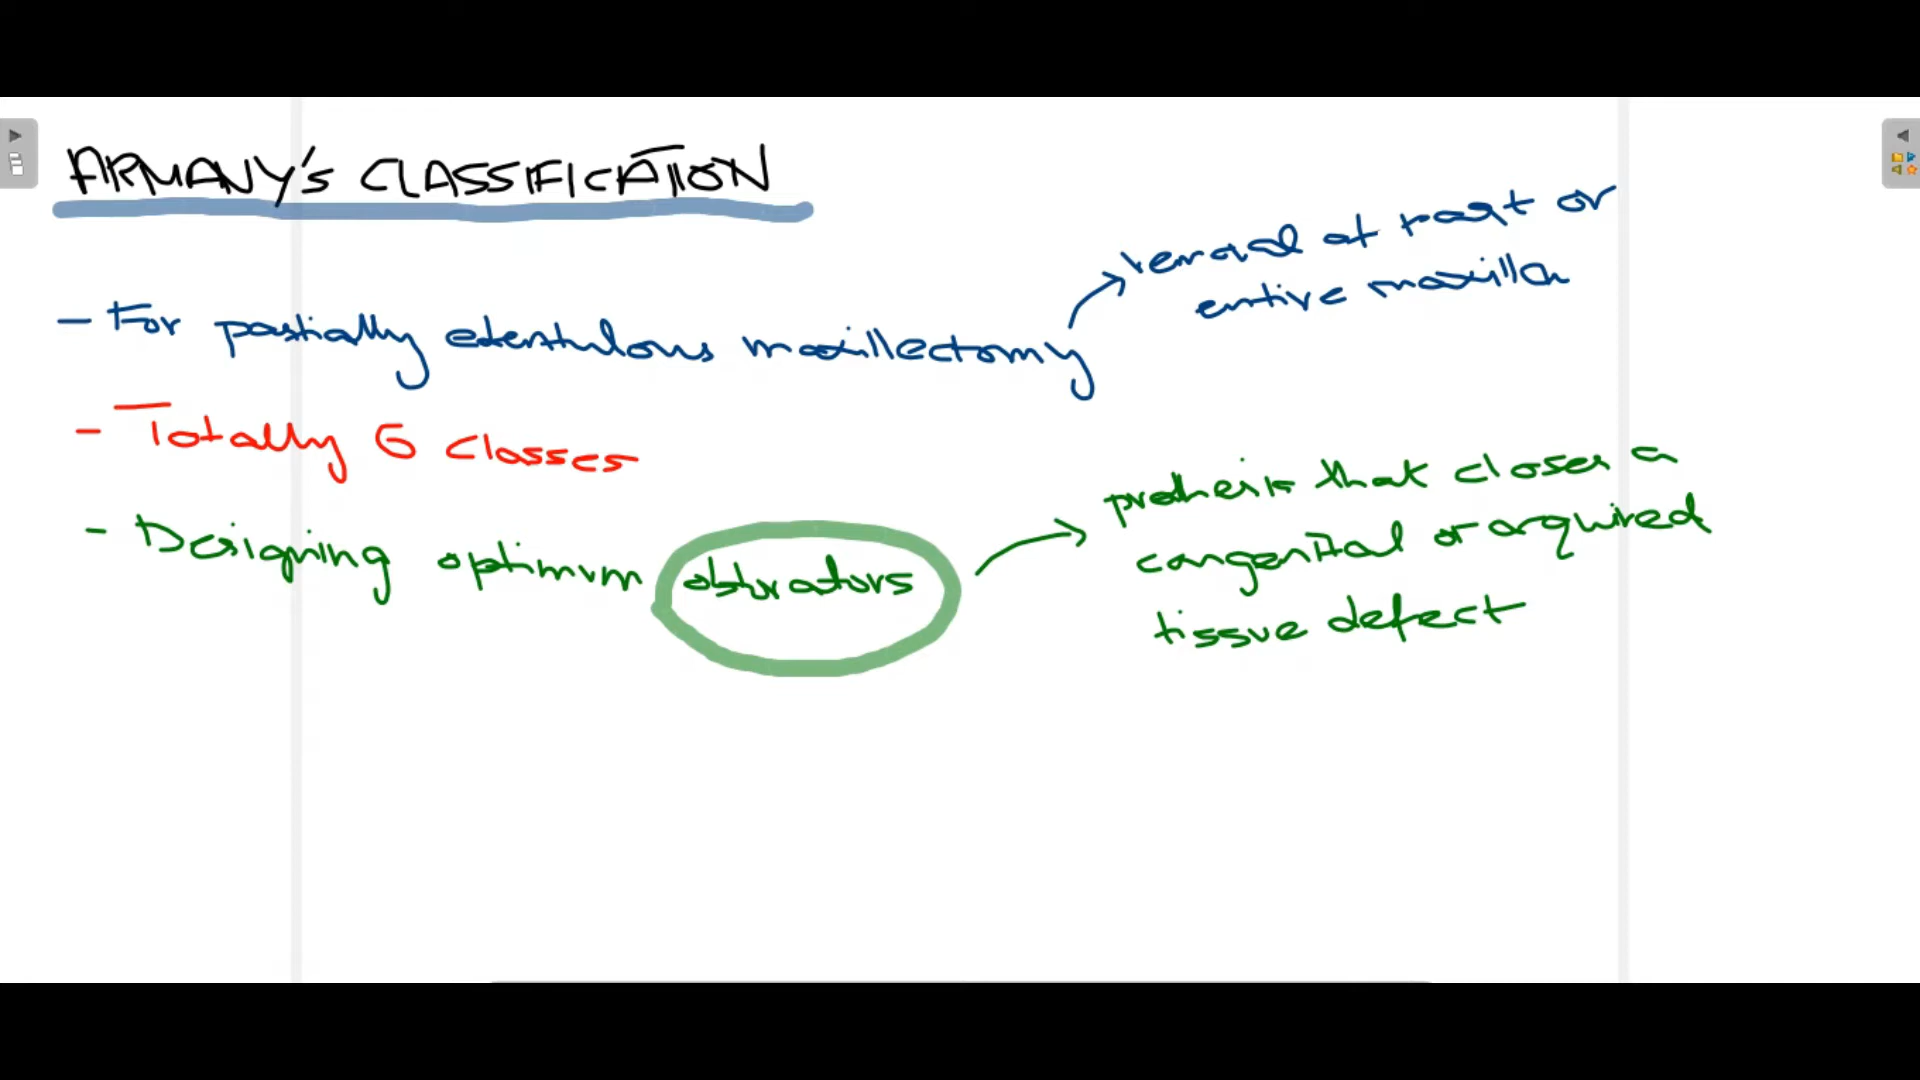 ARMANY'S CLASSIFICATION
removal of part or
entire maxilla
- For partially edentulous maxillectomy
- Totally 6 classes
prothesis that closes a
congenital or acquired
tissue defect
- Designing optimum obturators